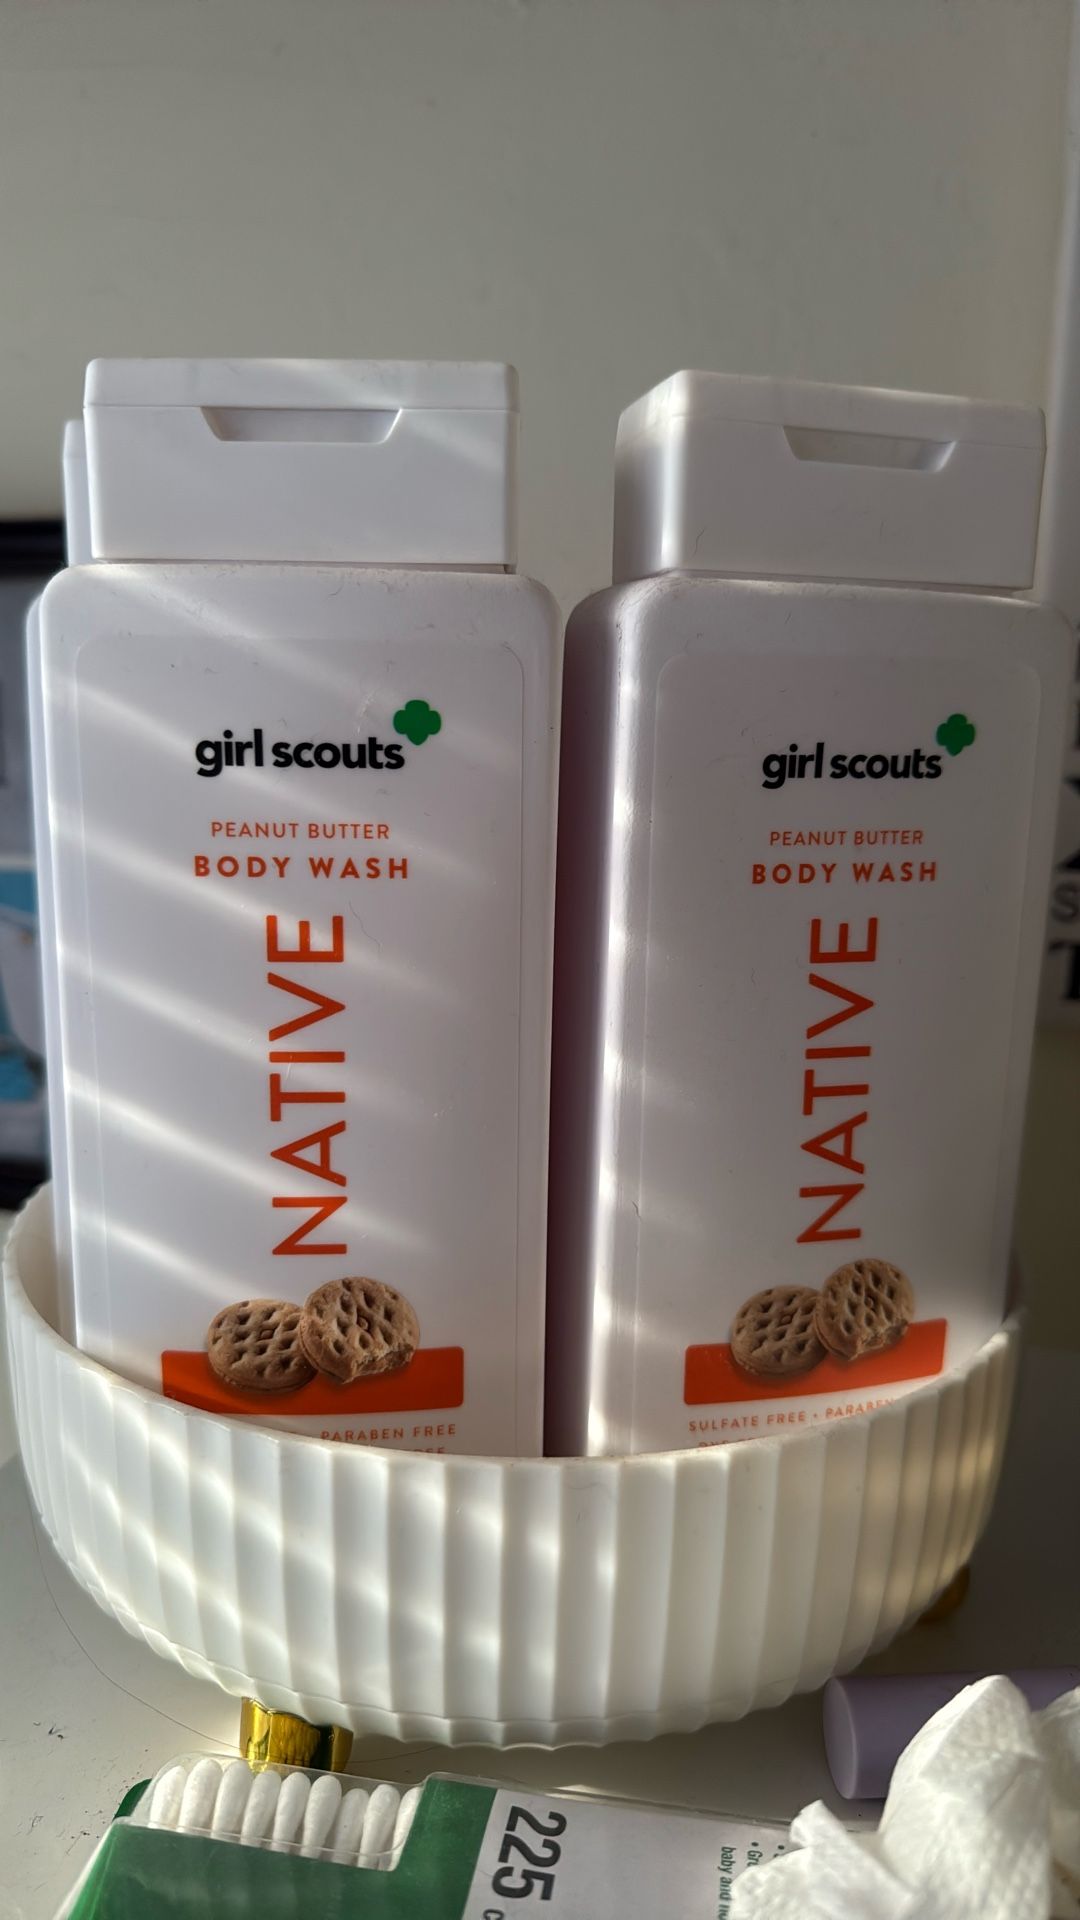 girl scouts
PEANUT BUTTER
BODY WASH
NATIVE
PARABEN FREE
girl scouts
PEANUT BUTTER
BODY WASH
NATIVE
SULFATE FREE •
225
baby and